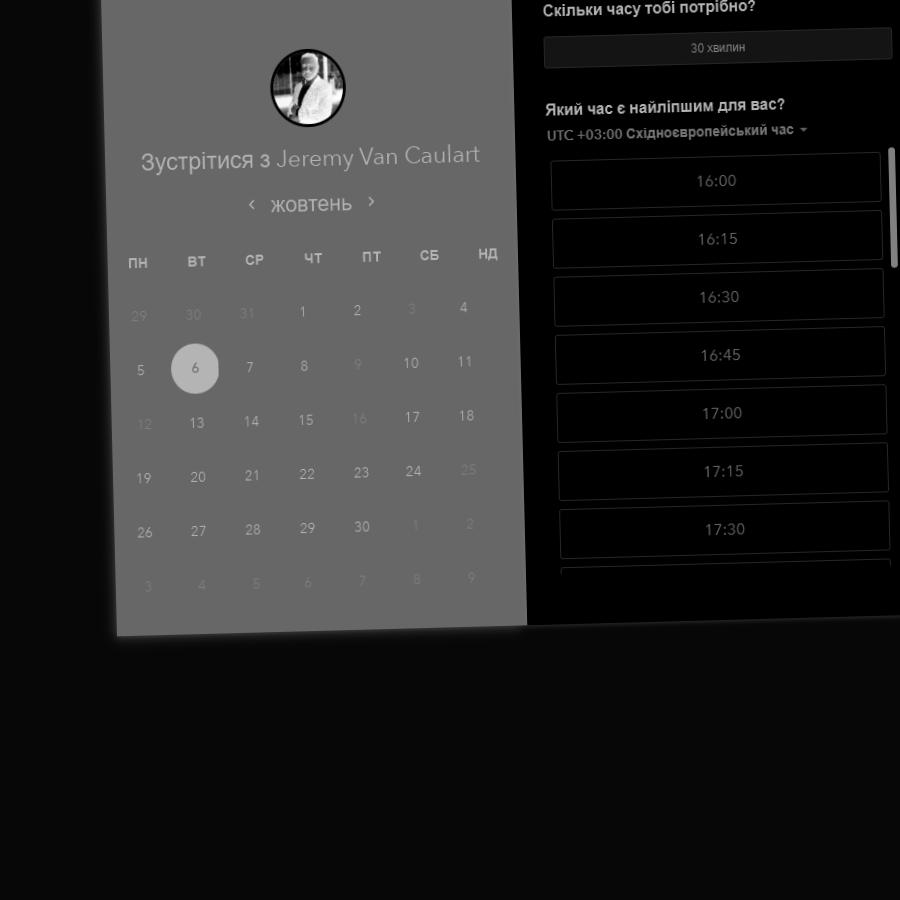 Зустрітися з Jeremy Van Caulart
‹ жовтень ›
ПН ВТ СР ЧТ ПТ СБ НД
29 30 31 1 2 3 4
5 6 7 8 9 10 11
12 13 14 15 16 17 18
19 20 21 22 23 24 25
26 27 28 29 30 1 2
3 4 5 6 7 8 9
Скільки часу тобі потрібно?
30 хвилин
Який час є найліпшим для вас?
UTC +03:00 Східноєвропейський час
16:00
16:15
16:30
16:45
17:00
17:15
17:30